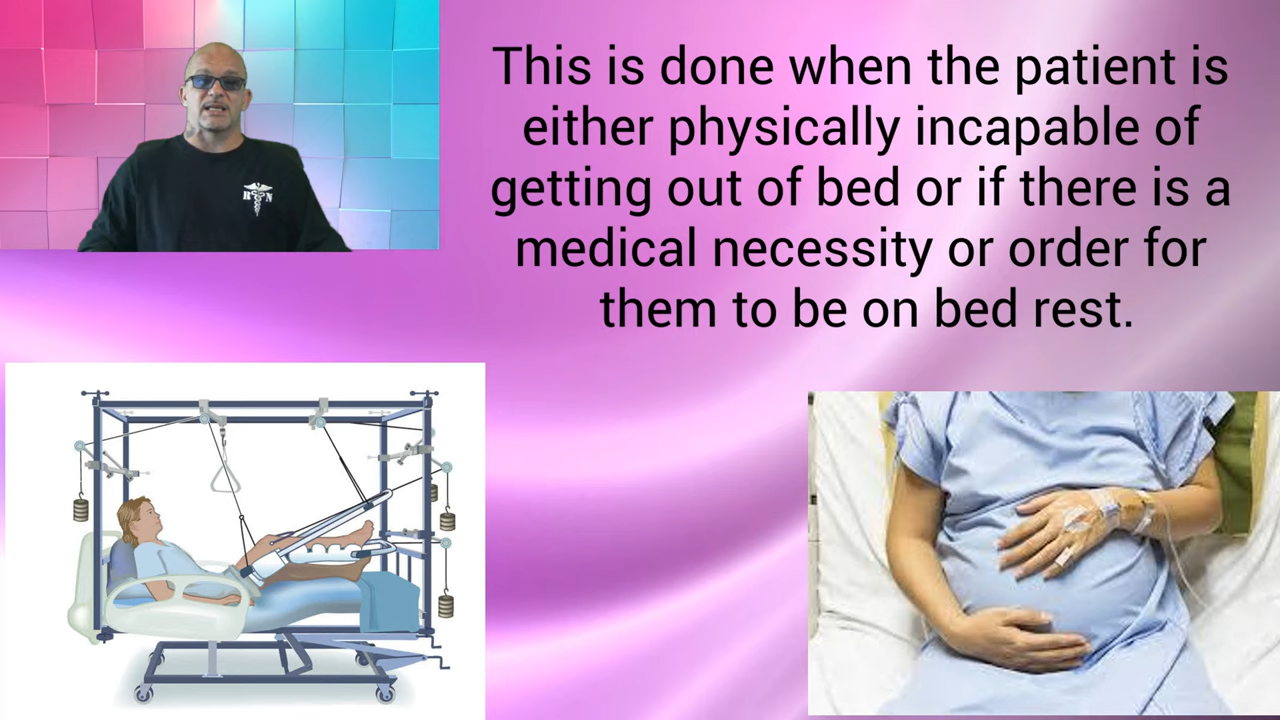 This is done when the patient is
either physically incapable of
getting out of bed or if there is a
medical necessity or order for
them to be on bed rest.
R N